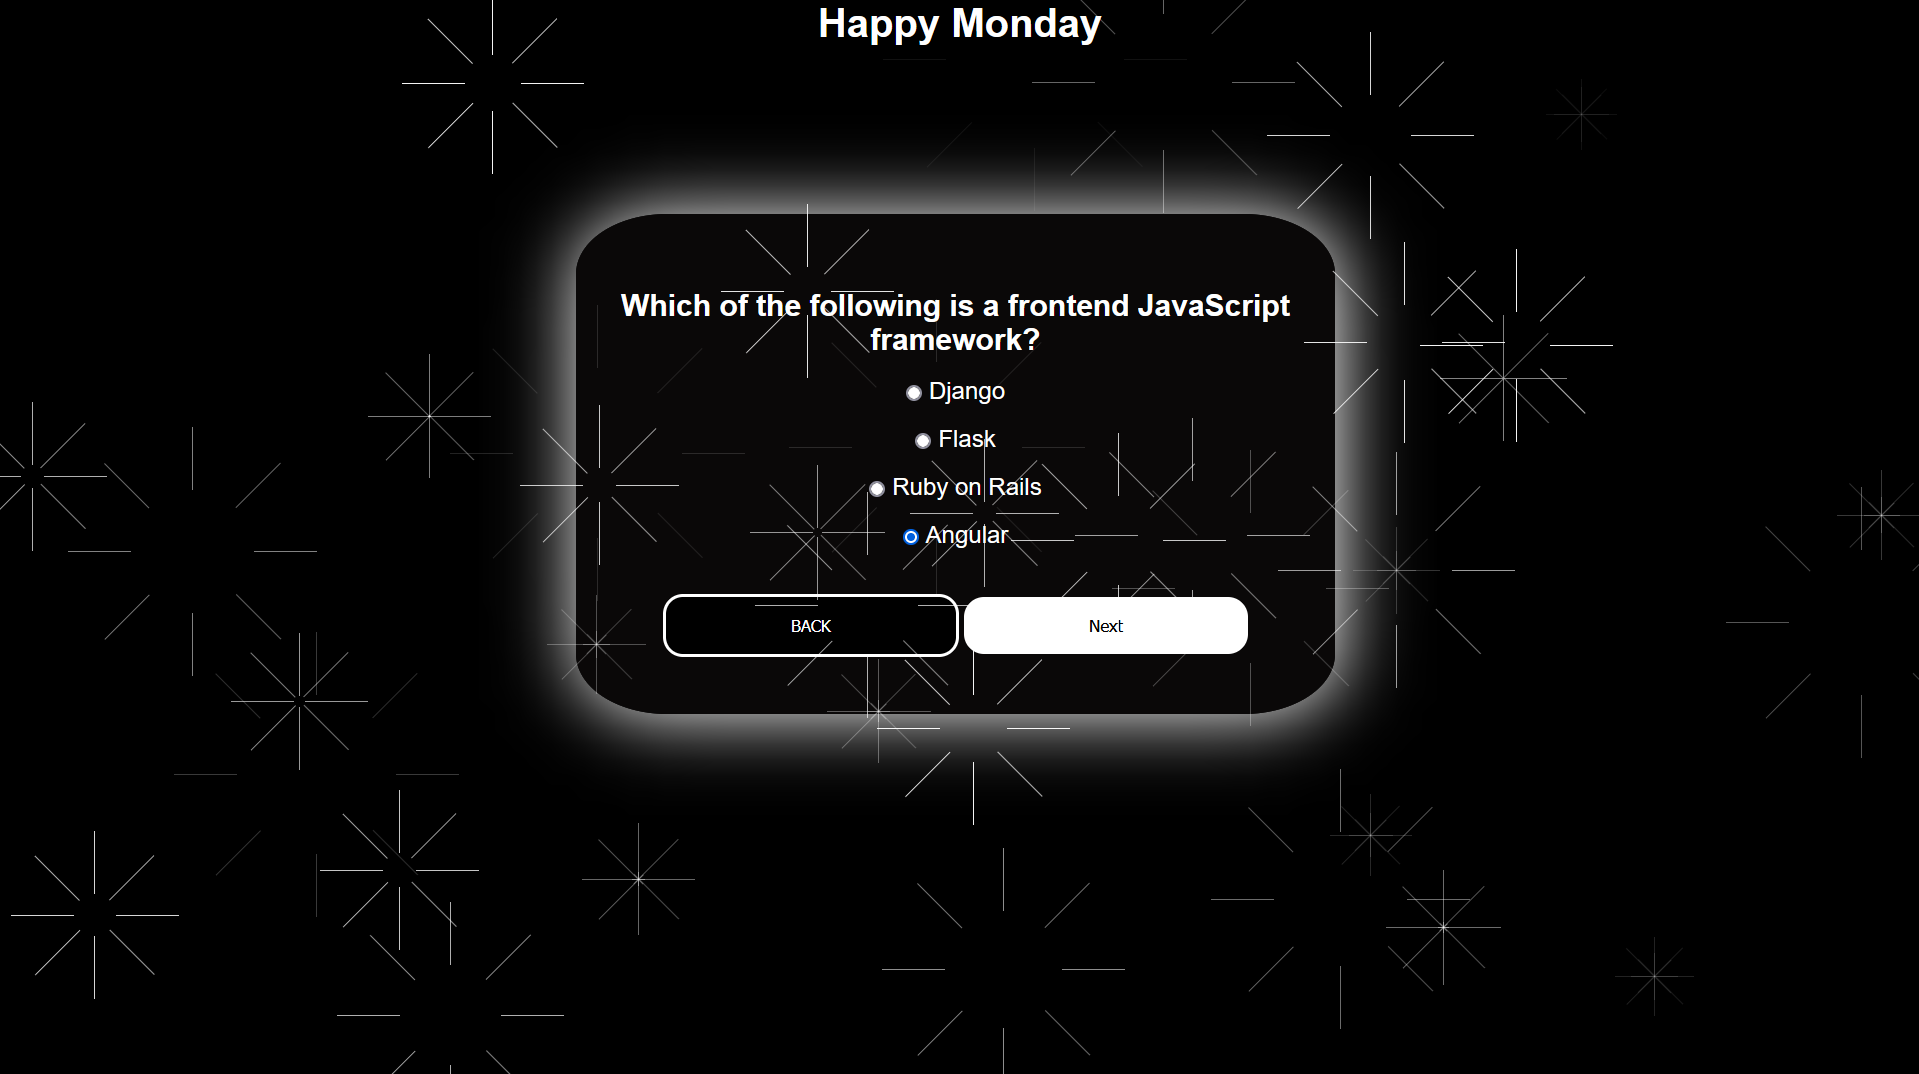 Happy Monday
Which of the following is a frontend JavaScript
framework?
Django
Flask
Ruby on Rails
Angular
BACK
Next